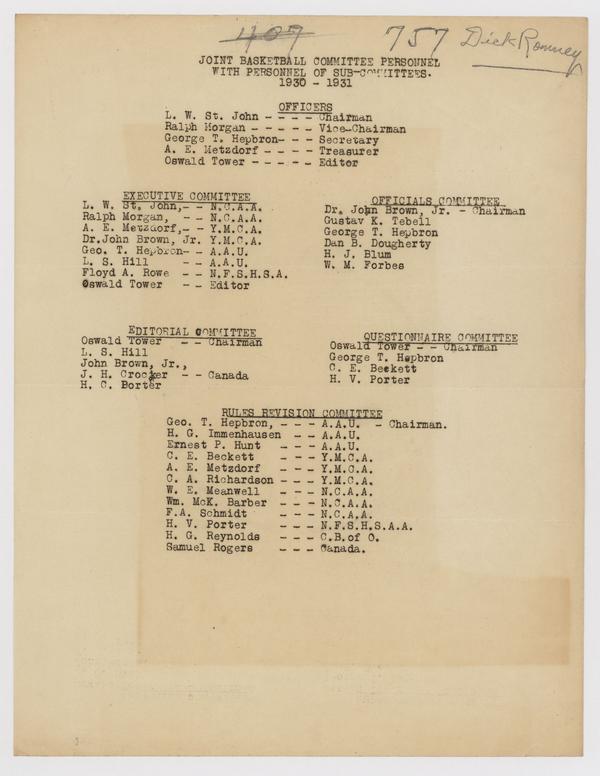 407 757 Dick Romney
JOINT BASKETBALL COMMITTEE PERSONNEL
WITH PERSONNEL OF SUB-COMMITTEES.
1930 - 1931
OFFICERS
L. W. St. John - - - - Chairman
Ralph Morgan - - - - - Vice-Chairman
George T. Hepbron- - - Secretary
A. E. Metzdorf - - - - Treasurer
Oswald Tower - - - - - Editor
EXECUTIVE COMMITTEE
L. W. St. John,- - N.C.A.A.
Ralph Morgan, - - N.C.A.A.
A. E. Metzdorf,- - Y.M.C.A.
Dr.John Brown, Jr. Y.M.C.A.
Geo. T. Hepbron- - A.A.U.
L. S. Hill - - A.A.U.
Floyd A. Rowe - - N.F.S.H.S.A.
Oswald Tower - - Editor
OFFICIALS COMMITTEE
Dr. John Brown, Jr. - Chairman
Gustav K. Tebell
George T. Hepbron
Dan B. Dougherty
H. J. Blum
W. M. Forbes
EDITORIAL COMMITTEE
Oswald Tower - - Chairman
L. S. Hill
John Brown, Jr.,
J. H. Crocker - - Canada
H. C. Borter
QUESTIONNAIRE COMMITTEE
Oswald Tower - - Chairman
George T. Hepbron
C. E. Beckett
H. V. Porter
RULES REVISION COMMITTEE
Geo. T. Hepbron, - - - A.A.U. - Chairman.
H. G. Immenhausen - - A.A.U.
Ernest P. Hunt - - - A.A.U.
C. E. Beckett - - - Y.M.C.A.
A. E. Metzdorf - - - Y.M.C.A.
C. A. Richardson - - - Y.M.C.A.
W. E. Meanwell - - - N.C.A.A.
Wm. McK. Barber - - - N.C.A.A.
F.A. Schmidt - - - N.C.A.A.
H. V. Porter - - - N.F.S.H.S.A.A.
H. G. Reynolds - - - C.B.of O.
Samuel Rogers - - - Canada.